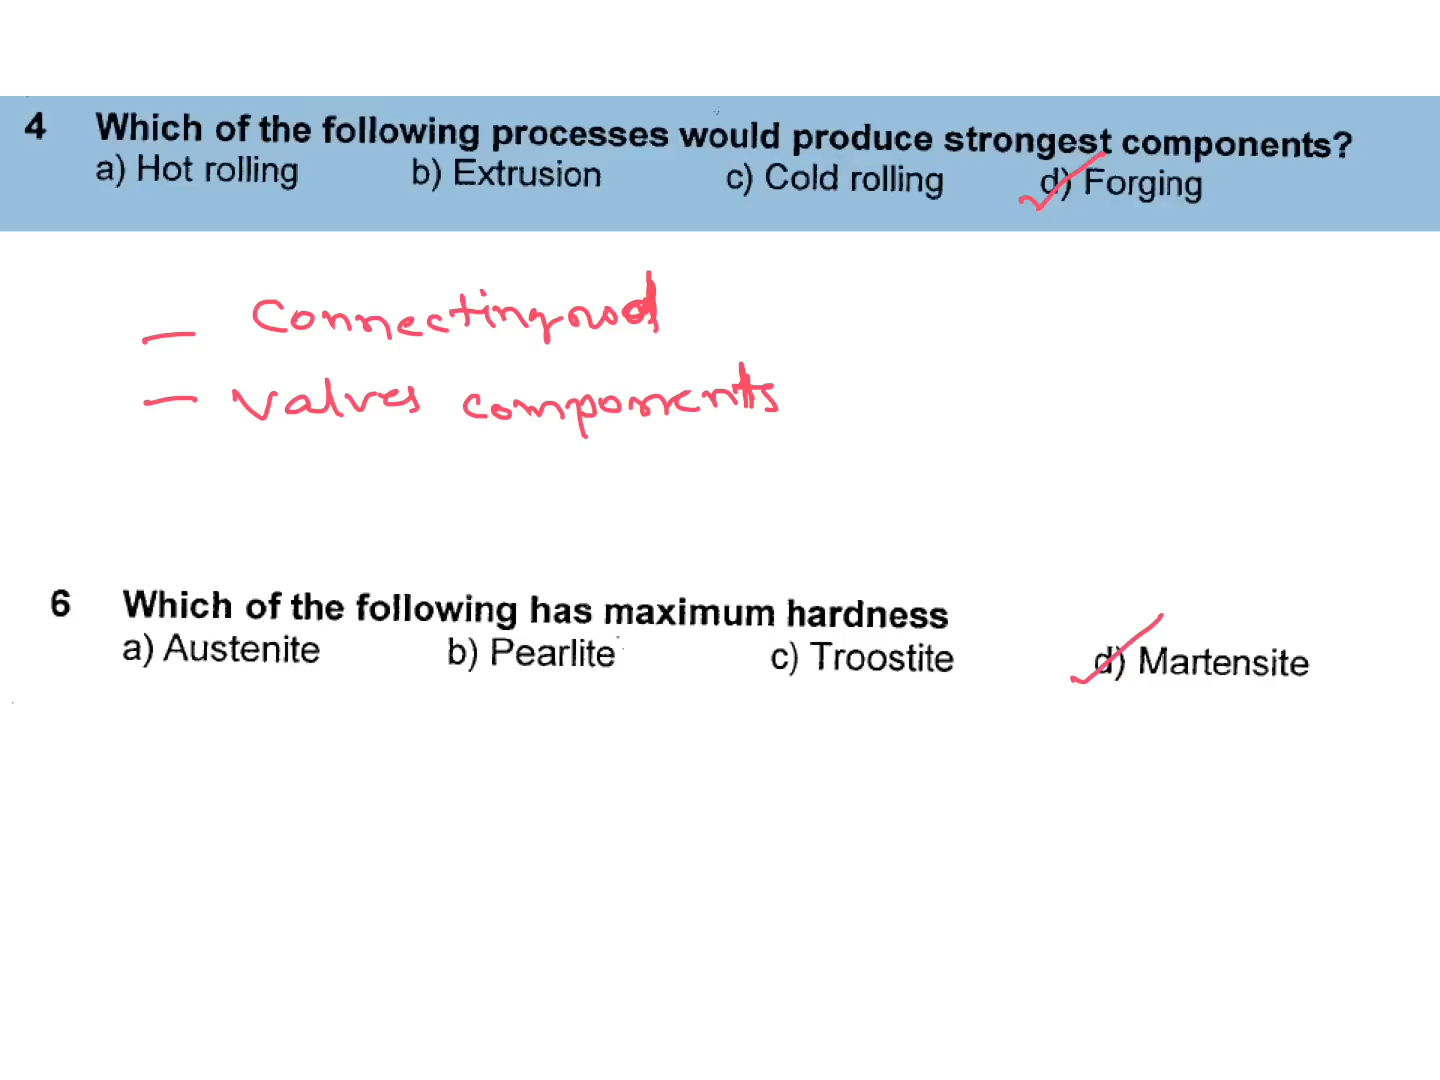 4 Which of the following processes would produce strongest components?
a) Hot rolling b) Extrusion c) Cold rolling d) Forging
— Connecting rod
— Valves components
6 Which of the following has maximum hardness
a) Austenite b) Pearlite c) Troostite d) Martensite